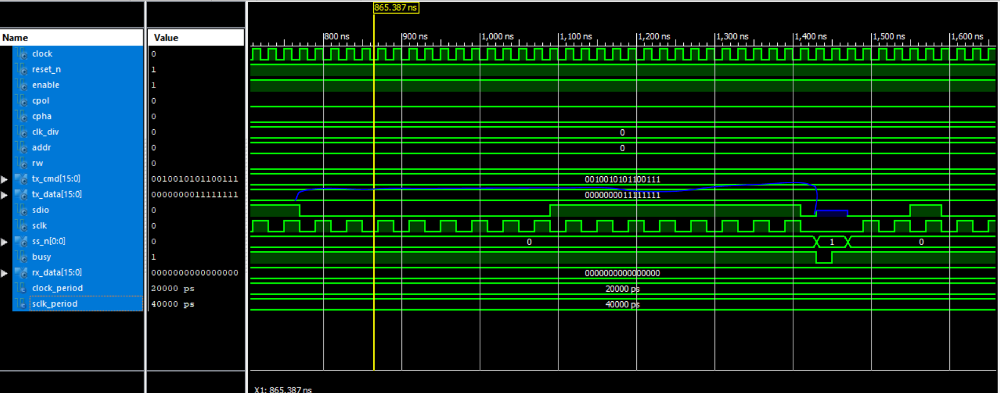 865.387 ns
Name Value 800 ns 900 ns 1,000 ns 1,100 ns 1,200 ns 1,300 ns 1,400 ns 1,500 ns 1,600 ns
clock 0
reset_n 1
enable 1
cpol 0
cpha 0
clk_div 0 0
addr 0 0
rw 0
tx_cmd[15:0] 0010010101100111 0010010101100111
tx_data[15:0] 0000000011111111 0000000011111111
sdio 0
sclk 0
ss_n[0:0] 0 0 1 0
busy 1
rx_data[15:0] 0000000000000000 0000000000000000
clock_period 20000 ps 20000 ps
sclk_period 40000 ps 40000 ps
X1: 865.387 ns